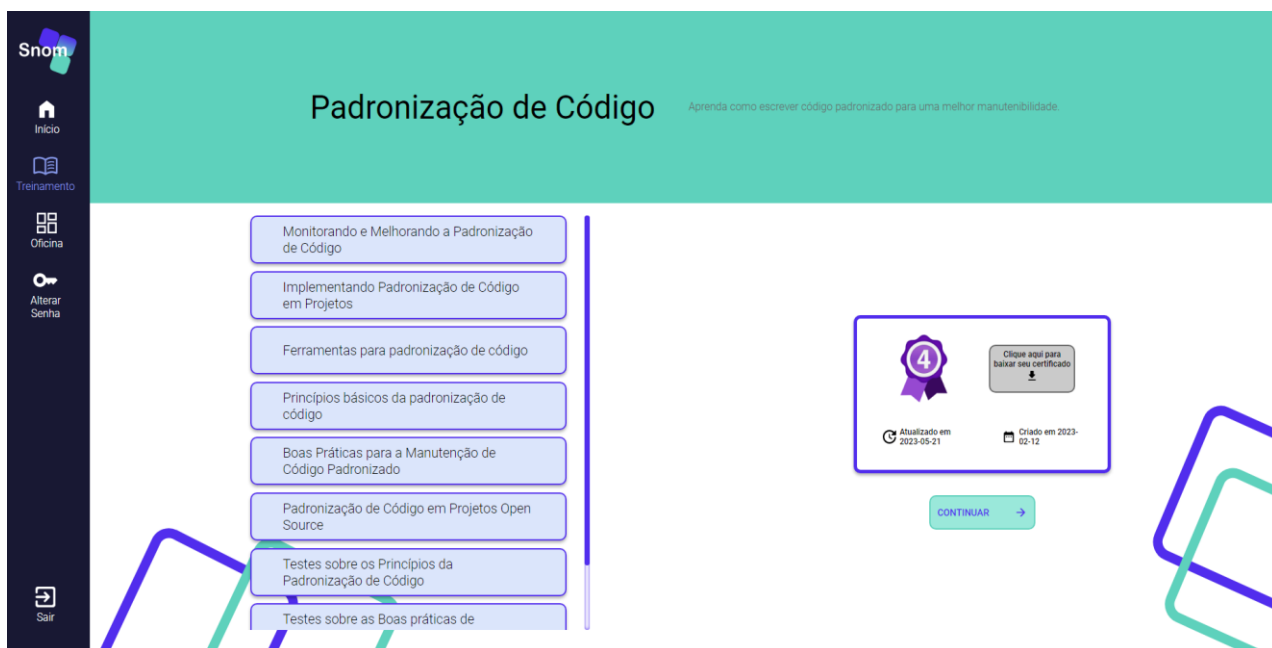 Snom
Início
Treinamento
Oficina
Alterar
Senha
Sair
Padronização de Código
Aprenda como escrever código padronizado para uma melhor manutenibilidade.
Monitorando e Melhorando a Padronização
de Código
Implementando Padronização de Código
em Projetos
Ferramentas para padronização de código
Princípios básicos da padronização de
código
Boas Práticas para a Manutenção de
Código Padronizado
Padronização de Código em Projetos Open
Source
Testes sobre os Princípios da
Padronização de Código
Testes sobre as Boas práticas de
4
Clique aqui para
baixar seu certificado
Atualizado em
2023-05-21
Criado em 2023-
02-12
CONTINUAR